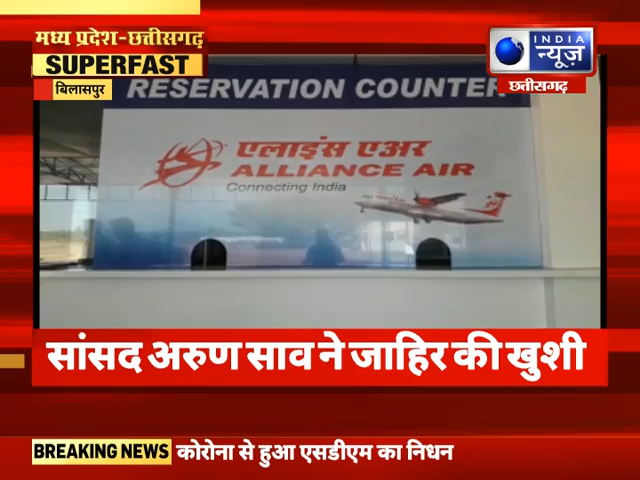 मध्य प्रदेश-छत्तीसगढ़
SUPERFAST
बिलासपुर
INDIA
न्यूज़
छत्तीसगढ़
RESERVATION COUNTER
एलाइंस एअर
ALLIANCE AIR
Connecting India
सांसद अरुण साव ने जाहिर की खुशी
BREAKING NEWS कोरोना से हुआ एसडीएम का निधन